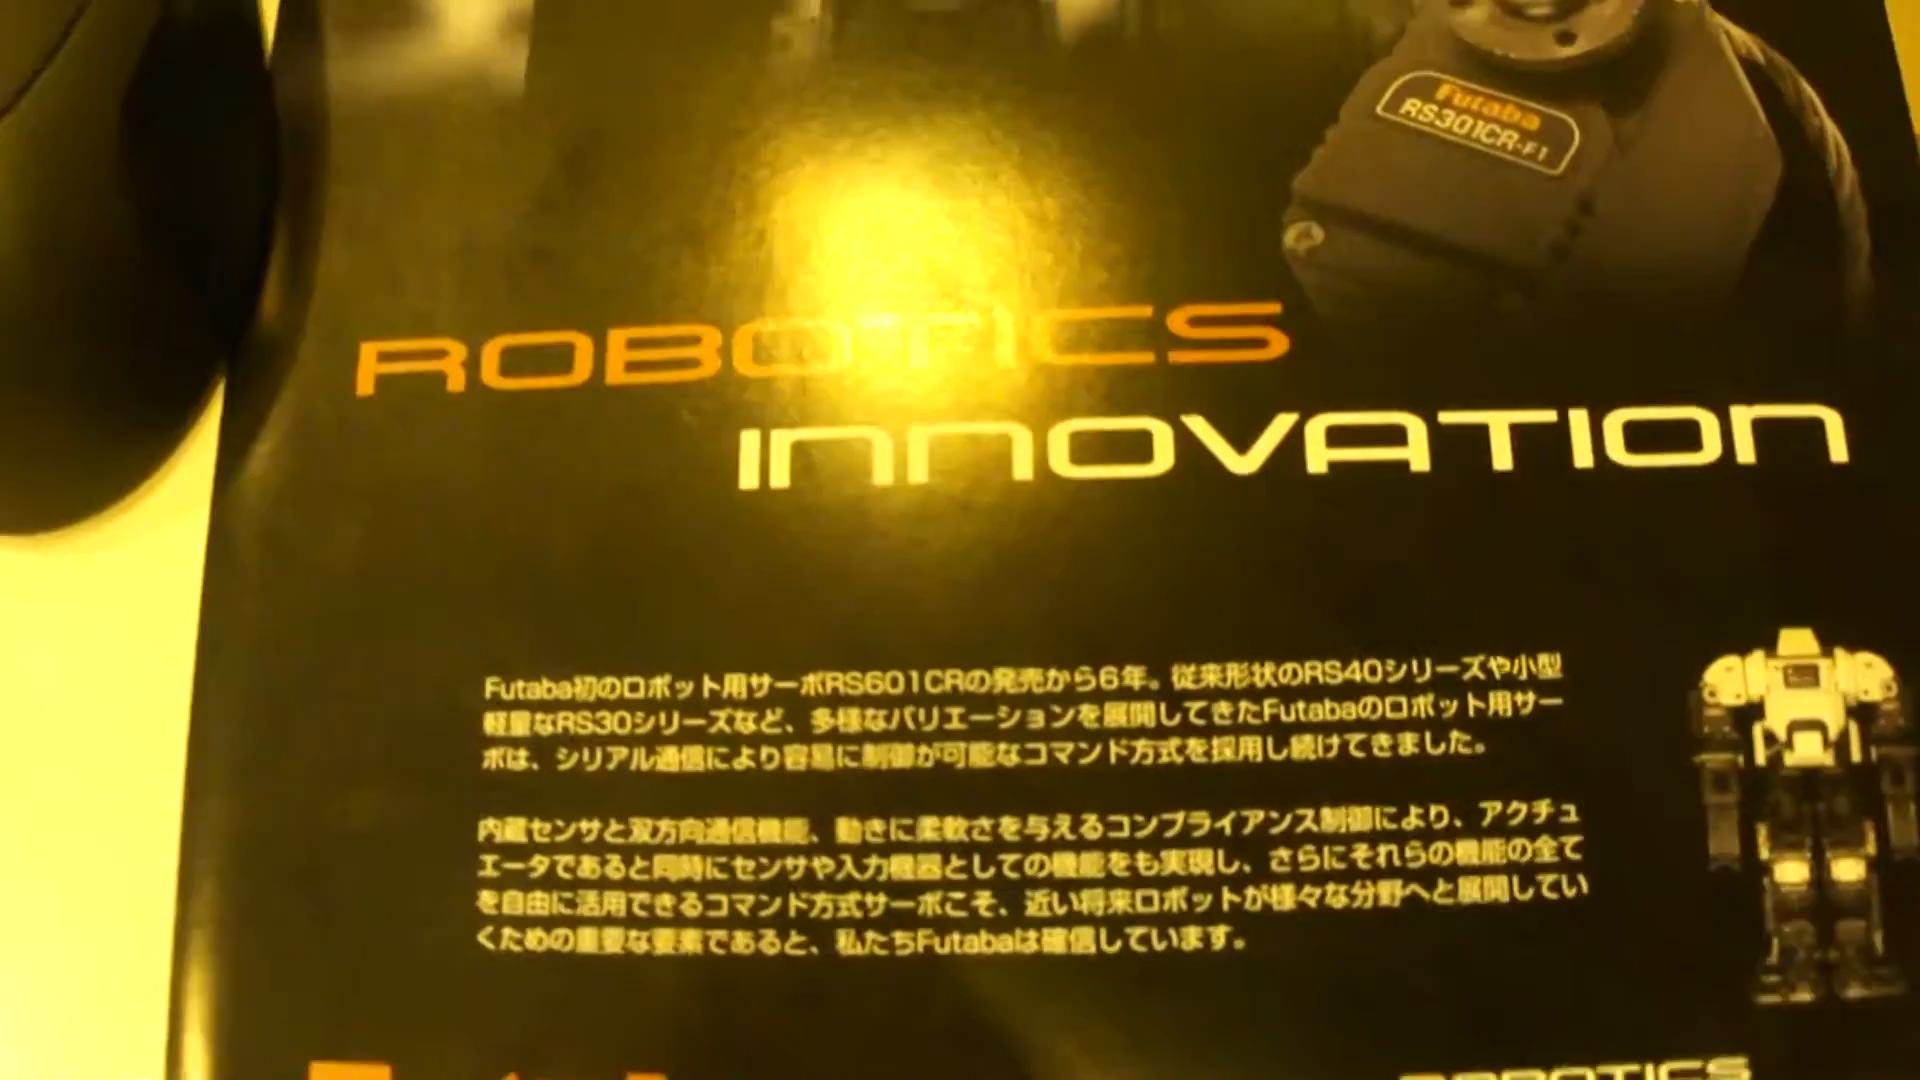 Futaba
RS301CR-F1
ROBOTICS
INNOVATION
Futaba初のロボット用サーボRS601CRの発売から6年。従来形状のRS40シリーズや小型
軽量なRS30シリーズなど、多様なバリエーションを展開してきたFutabaのロボット用サー
ボは、シリアル通信により容易に制御が可能なコマンド方式を採用し続けてきました。
内蔵センサと双方向通信機能、動きに柔軟さを与えるコンプライアンス制御により、アクチュ
エータであると同時にセンサや入力機器としての機能をも実現し、さらにそれらの機能の全て
を自由に活用できるコマンド方式サーボこそ、近い将来ロボットが様々な分野へと展開してい
くための重要な要素であると、私たちFutabaは確信しています。
ROBOTICS